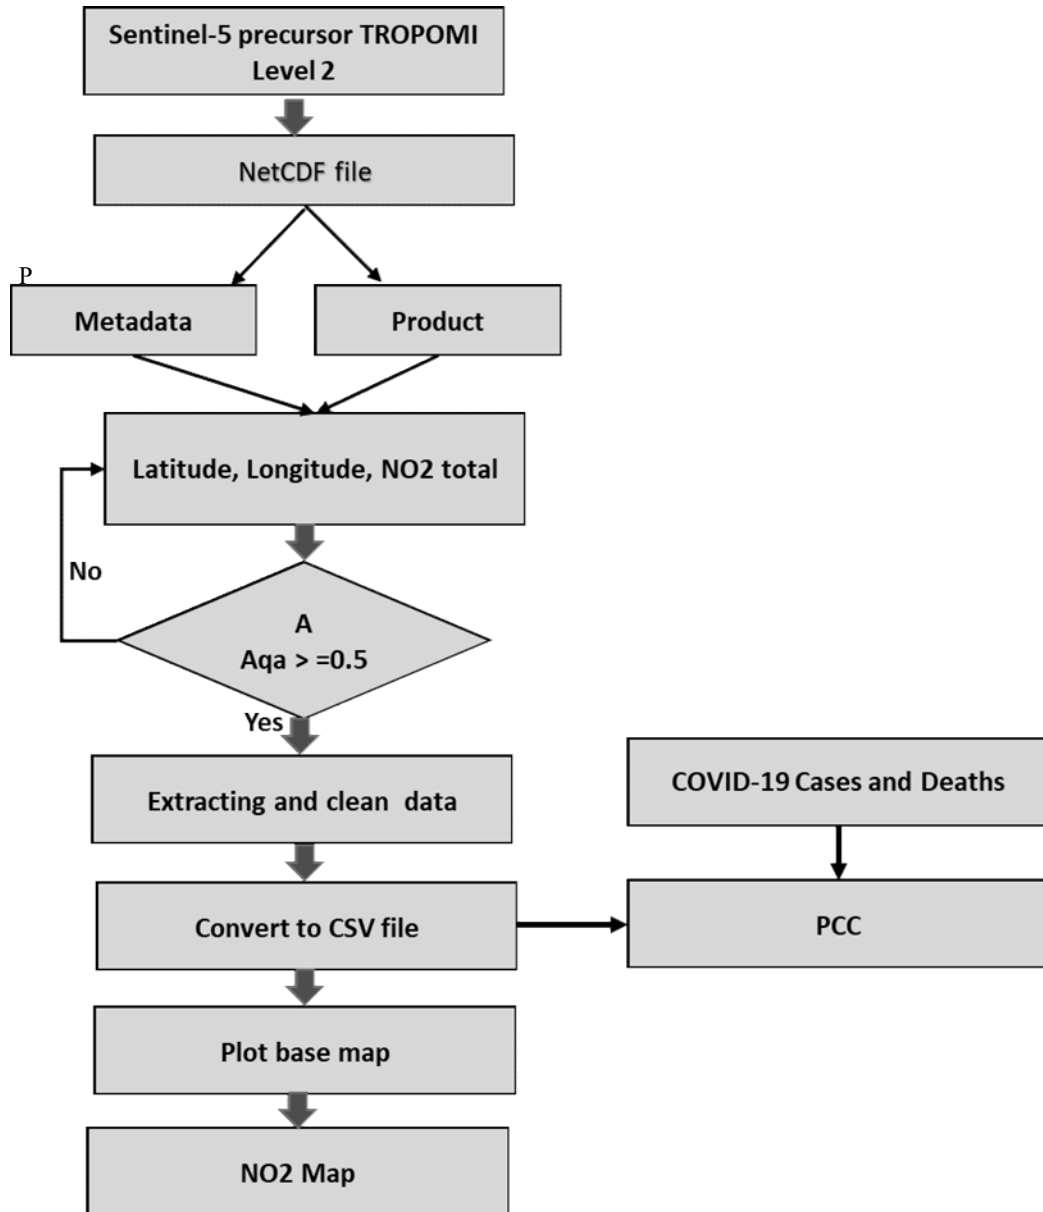 Sentinel-5 precursor TROPOMI
Level 2
NetCDF file
P
Metadata
Product
Latitude, Longitude, NO2 total
No
A
Aqa > =0.5
Yes
Extracting and clean  data
COVID-19 Cases and Deaths
Convert to CSV file
PCC
Plot base map
NO2 Map